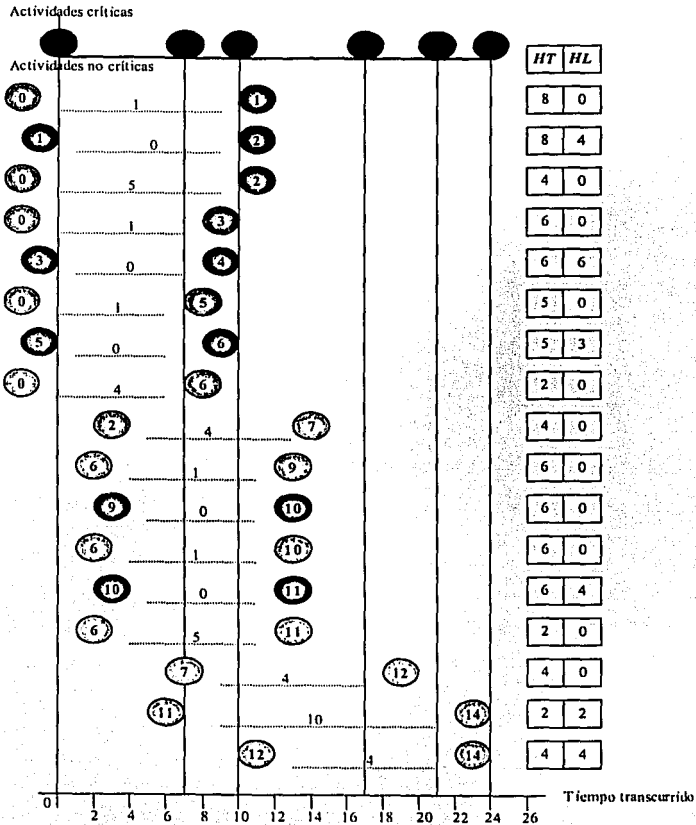 Actividades críticas
Actividades no críticas
HT HL
0 1 1 8 0
1 0 2 8 4
0 5 2 4 0
0 1 3 6 0
3 0 4 6 6
0 1 5 5 0
5 0 6 5 3
0 4 6 2 0
2 4 7 4 0
6 1 9 6 0
9 0 10 6 0
6 1 10 6 0
10 0 11 6 4
6 5 11 2 0
7 4 12 4 0
11 10 14 2 2
12 4 14 4 4
Tiempo transcurrido
0 2 4 6 8 10 12 14 16 18 20 22 24 26